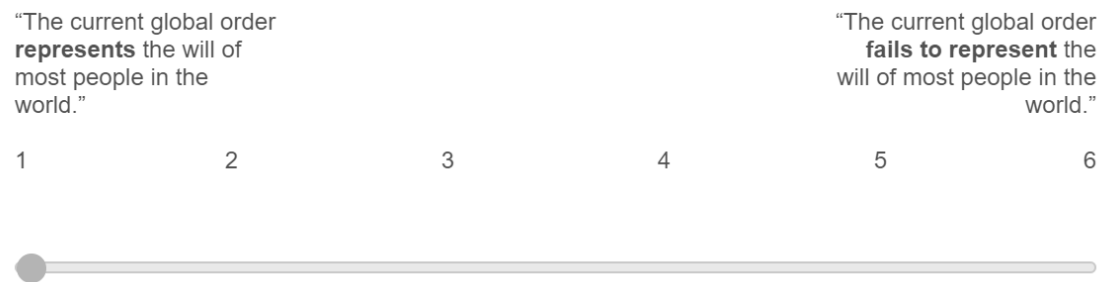 “The current global order
represents the will of
most people in the
world.”
“The current global order
fails to represent the
will of most people in the
world.”
1 2 3 4 5 6